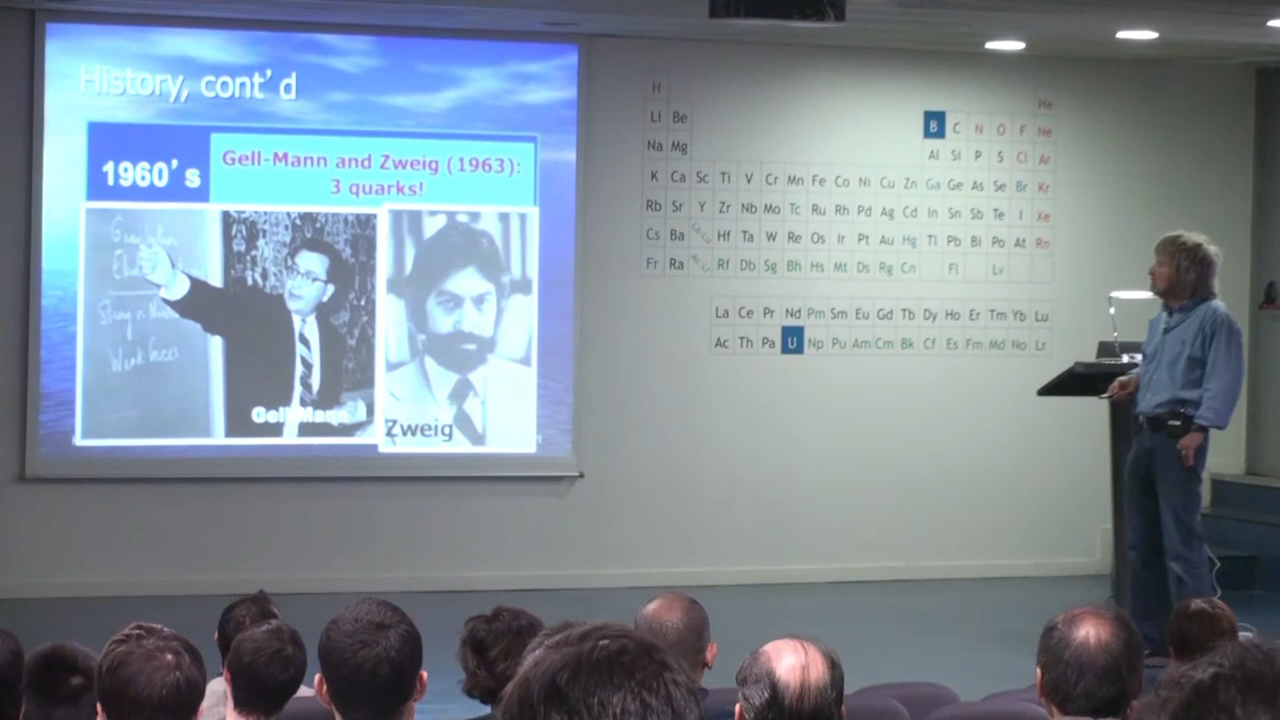 History, cont'd
1960's
Gell-Mann and Zweig (1963):
3 quarks!
Weak forces
Gell-Mann
Zweig
H He
Li Be B C N O F Ne
Na Mg Al Si P S Cl Ar
K Ca Sc Ti V Cr Mn Fe Co Ni Cu Zn Ga Ge As Se Br Kr
Rb Sr Y Zr Nb Mo Tc Ru Rh Pd Ag Cd In Sn Sb Te I Xe
Cs Ba Hf Ta W Re Os Ir Pt Au Hg Tl Pb Bi Po At Rn
Fr Ra Rf Db Sg Bh Hs Mt Ds Rg Cn Fl Lv
La Ce Pr Nd Pm Sm Eu Gd Tb Dy Ho Er Tm Yb Lu
Ac Th Pa U Np Pu Am Cm Bk Cf Es Fm Md No Lr